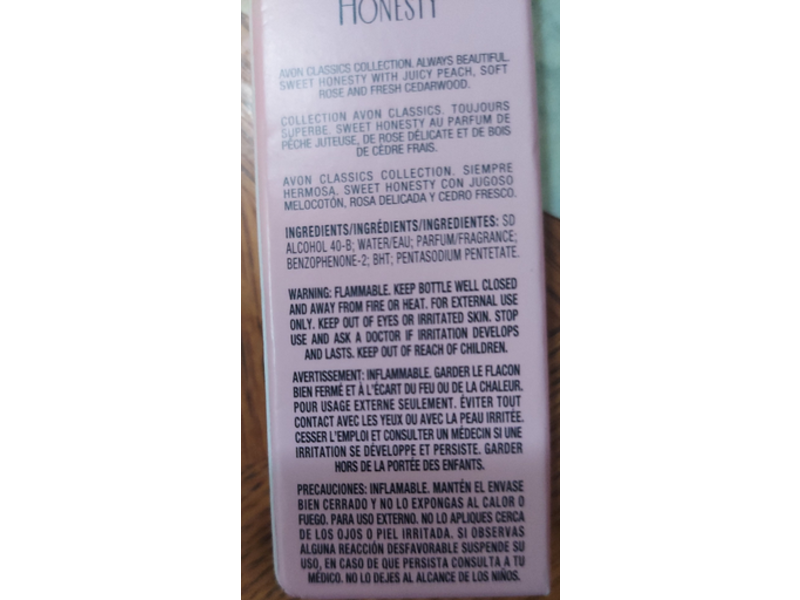 HONESTY
AVON CLASSICS COLLECTION. ALWAYS BEAUTIFUL.
SWEET HONESTY WITH JUICY PEACH, SOFT
ROSE AND FRESH CEDARWOOD.
COLLECTION AVON CLASSICS. TOUJOURS
SUPERBE. SWEET HONESTY AU PARFUM DE
PÊCHE JUTEUSE, DE ROSE DÉLICATE ET DE BOIS
DE CÈDRE FRAIS.
AVON CLASSICS COLLECTION. SIEMPRE
HERMOSA. SWEET HONESTY CON JUGOSO
MELOCOTÓN, ROSA DELICADA Y CEDRO FRESCO.
INGREDIENTS/INGRÉDIENTS/INGREDIENTES: SD
ALCOHOL 40-B; WATER/EAU; PARFUM/FRAGRANCE;
BENZOPHENONE-2; BHT; PENTASODIUM PENTETATE.
WARNING: FLAMMABLE. KEEP BOTTLE WELL CLOSED
AND AWAY FROM FIRE OR HEAT. FOR EXTERNAL USE
ONLY. KEEP OUT OF EYES OR IRRITATED SKIN. STOP
USE AND ASK A DOCTOR IF IRRITATION DEVELOPS
AND LASTS. KEEP OUT OF REACH OF CHILDREN.
AVERTISSEMENT: INFLAMMABLE. GARDER LE FLACON
BIEN FERMÉ ET À L'ÉCART DU FEU OU DE LA CHALEUR.
POUR USAGE EXTERNE SEULEMENT. ÉVITER TOUT
CONTACT AVEC LES YEUX OU AVEC LA PEAU IRRITÉE.
CESSER L'EMPLOI ET CONSULTER UN MÉDECIN SI UNE
IRRITATION SE DÉVELOPPE ET PERSISTE. GARDER
HORS DE LA PORTÉE DES ENFANTS.
PRECAUCIONES: INFLAMABLE. MANTÉN EL ENVASE
BIEN CERRADO Y NO LO EXPONGAS AL CALOR O
FUEGO. PARA USO EXTERNO. NO LO APLIQUES CERCA
DE LOS OJOS O PIEL IRRITADA. SI OBSERVAS
ALGUNA REACCIÓN DESFAVORABLE SUSPENDE SU
USO, EN CASO DE QUE PERSISTA CONSULTA A TU
MÉDICO. NO LO DEJES AL ALCANCE DE LOS NIÑOS.